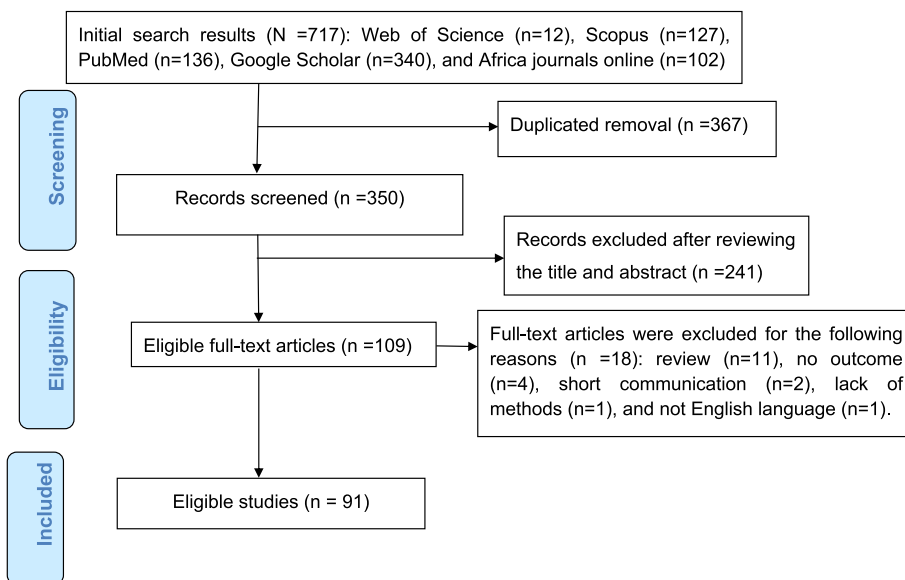 Initial search results (N =717): Web of Science (n=12), Scopus (n=127),
PubMed (n=136), Google Scholar (n=340), and Africa journals online (n=102)
Screening
Duplicated removal (n =367)
Records screened (n =350)
Records excluded after reviewing
the title and abstract (n =241)
Eligibility
Eligible full-text articles (n =109)
Full-text articles were excluded for the following
reasons (n =18): review (n=11), no outcome
(n=4), short communication (n=2), lack of
methods (n=1), and not English language (n=1).
Included
Eligible studies (n = 91)